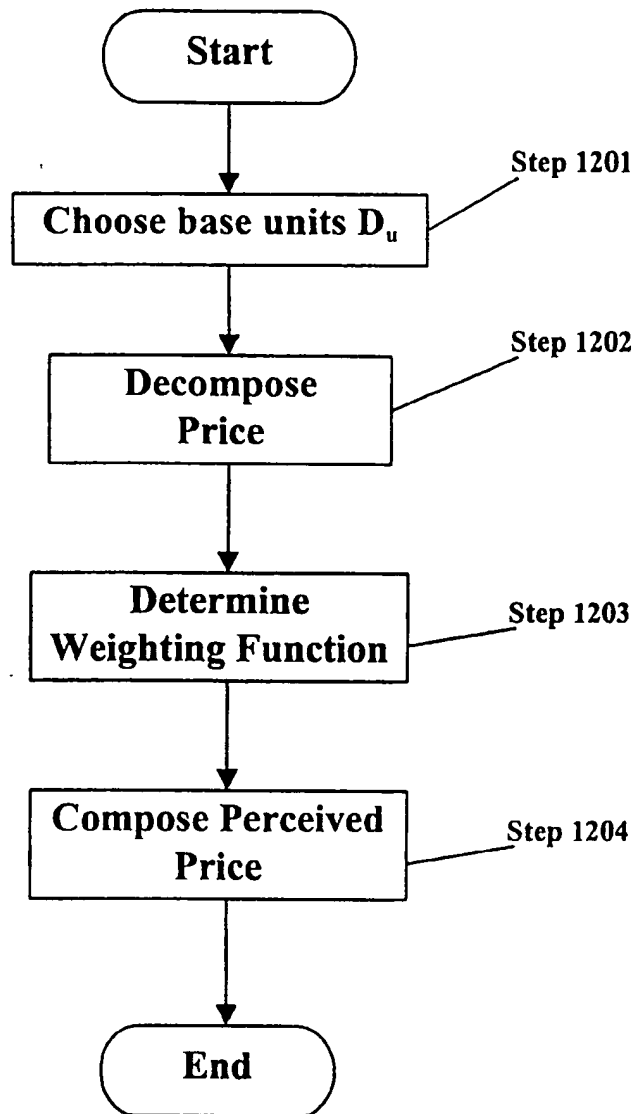 Start
Step 1201
Choose base units Dᵤ
Step 1202
Decompose
Price
Determine
Weighting Function
Step 1203
Compose Perceived
Price
Step 1204
End